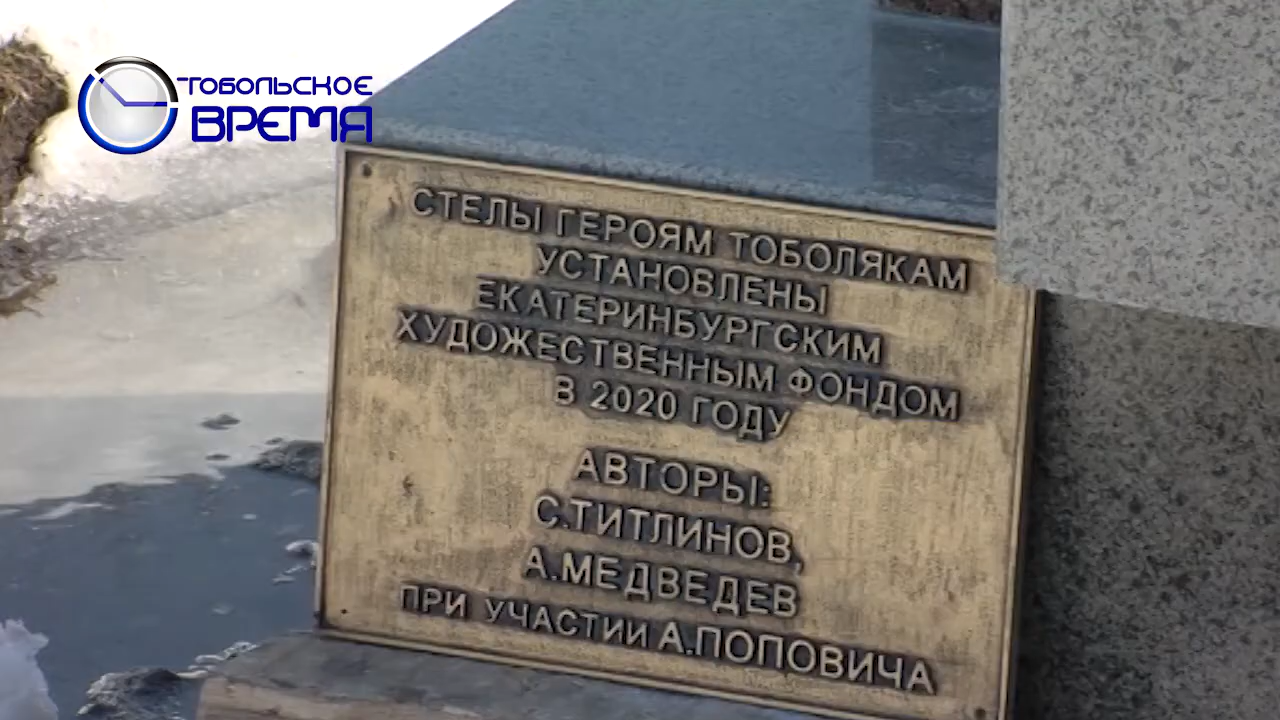 ТОБОЛЬСКОЕ
ВРЕМЯ
СТЕЛЫ ГЕРОЯМ ТОБОЛЯКАМ
УСТАНОВЛЕНЫ
ЕКАТЕРИНБУРГСКИМ
ХУДОЖЕСТВЕННЫМ ФОНДОМ
В 2020 ГОДУ
АВТОРЫ:
С.ТИТЛИНОВ,
А.МЕДВЕДЕВ
ПРИ УЧАСТИИ А.ПОПОВИЧА